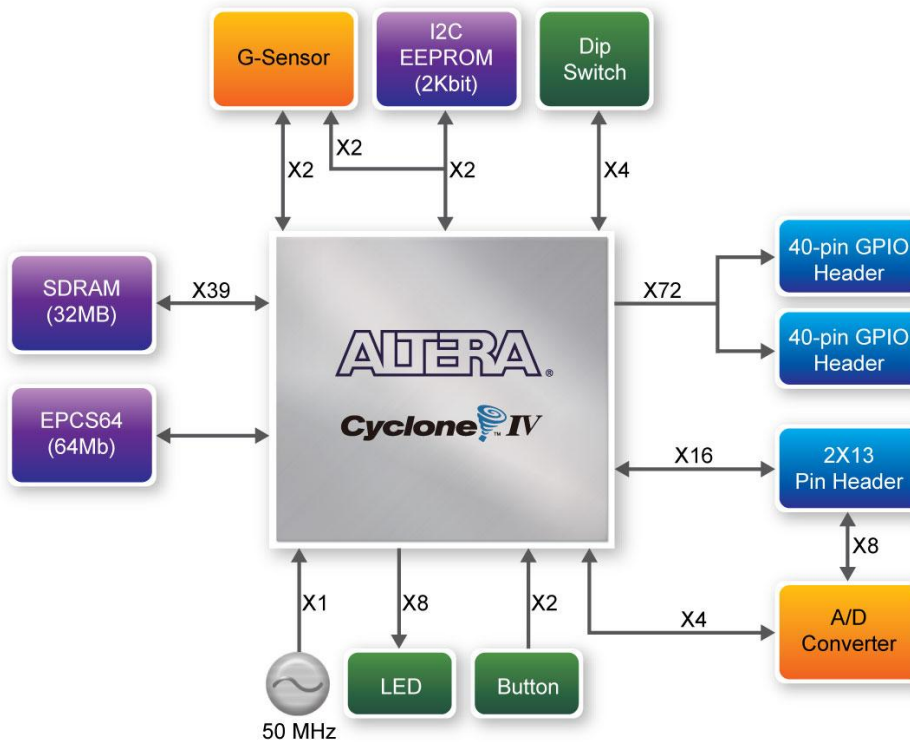 G-Sensor
I2C
EEPROM
(2Kbit)
Dip
Switch
X2
X2
X2
X4
SDRAM
(32MB)
X39
X72
40-pin GPIO
Header
40-pin GPIO
Header
ALTERA®
Cyclone™ IV
EPCS64
(64Mb)
X16
2X13
Pin Header
X8
X1
X8
X2
X4
A/D
Converter
50 MHz
LED
Button